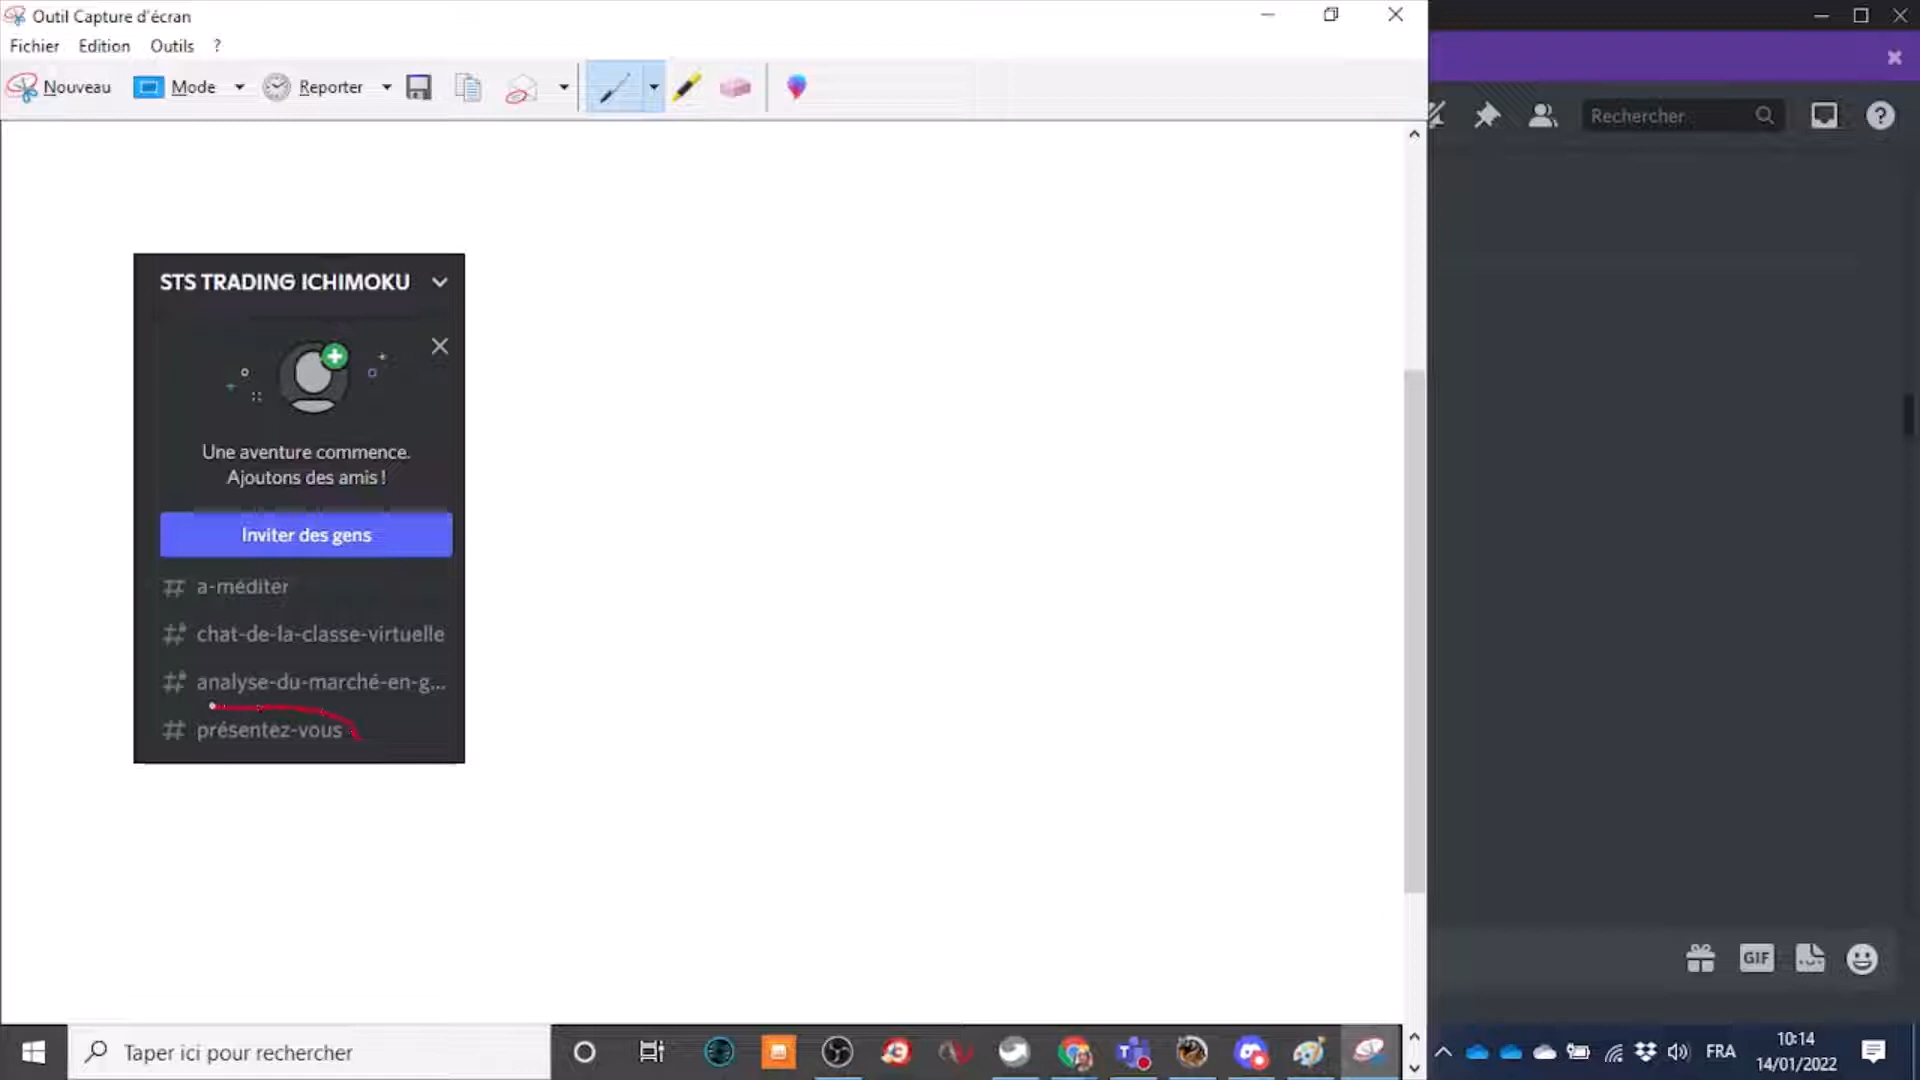 Outil Capture d'écran
Fichier Edition Outils ?
Nouveau Mode Reporter
Rechercher
STS TRADING ICHIMOKU
Une aventure commence.
Ajoutons des amis !
Inviter des gens
a-méditer
chat-de-la-classe-virtuelle
analyse-du-marché-en-g...
présentez-vous
GIF
Taper ici pour rechercher
FRA
10:14
14/01/2022